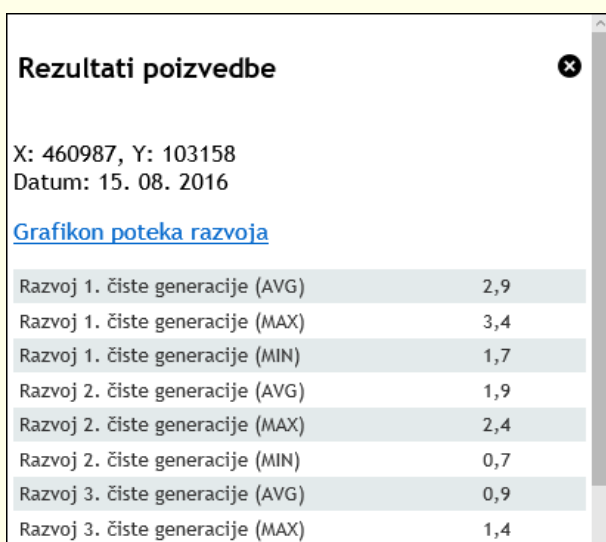 Rezultati poizvedbe
X: 460987, Y: 103158
Datum: 15. 08. 2016
Grafikon poteka razvoja
Razvoj 1. čiste generacije (AVG) 2,9
Razvoj 1. čiste generacije (MAX) 3,4
Razvoj 1. čiste generacije (MIN) 1,7
Razvoj 2. čiste generacije (AVG) 1,9
Razvoj 2. čiste generacije (MAX) 2,4
Razvoj 2. čiste generacije (MIN) 0,7
Razvoj 3. čiste generacije (AVG) 0,9
Razvoj 3. čiste generacije (MAX) 1,4